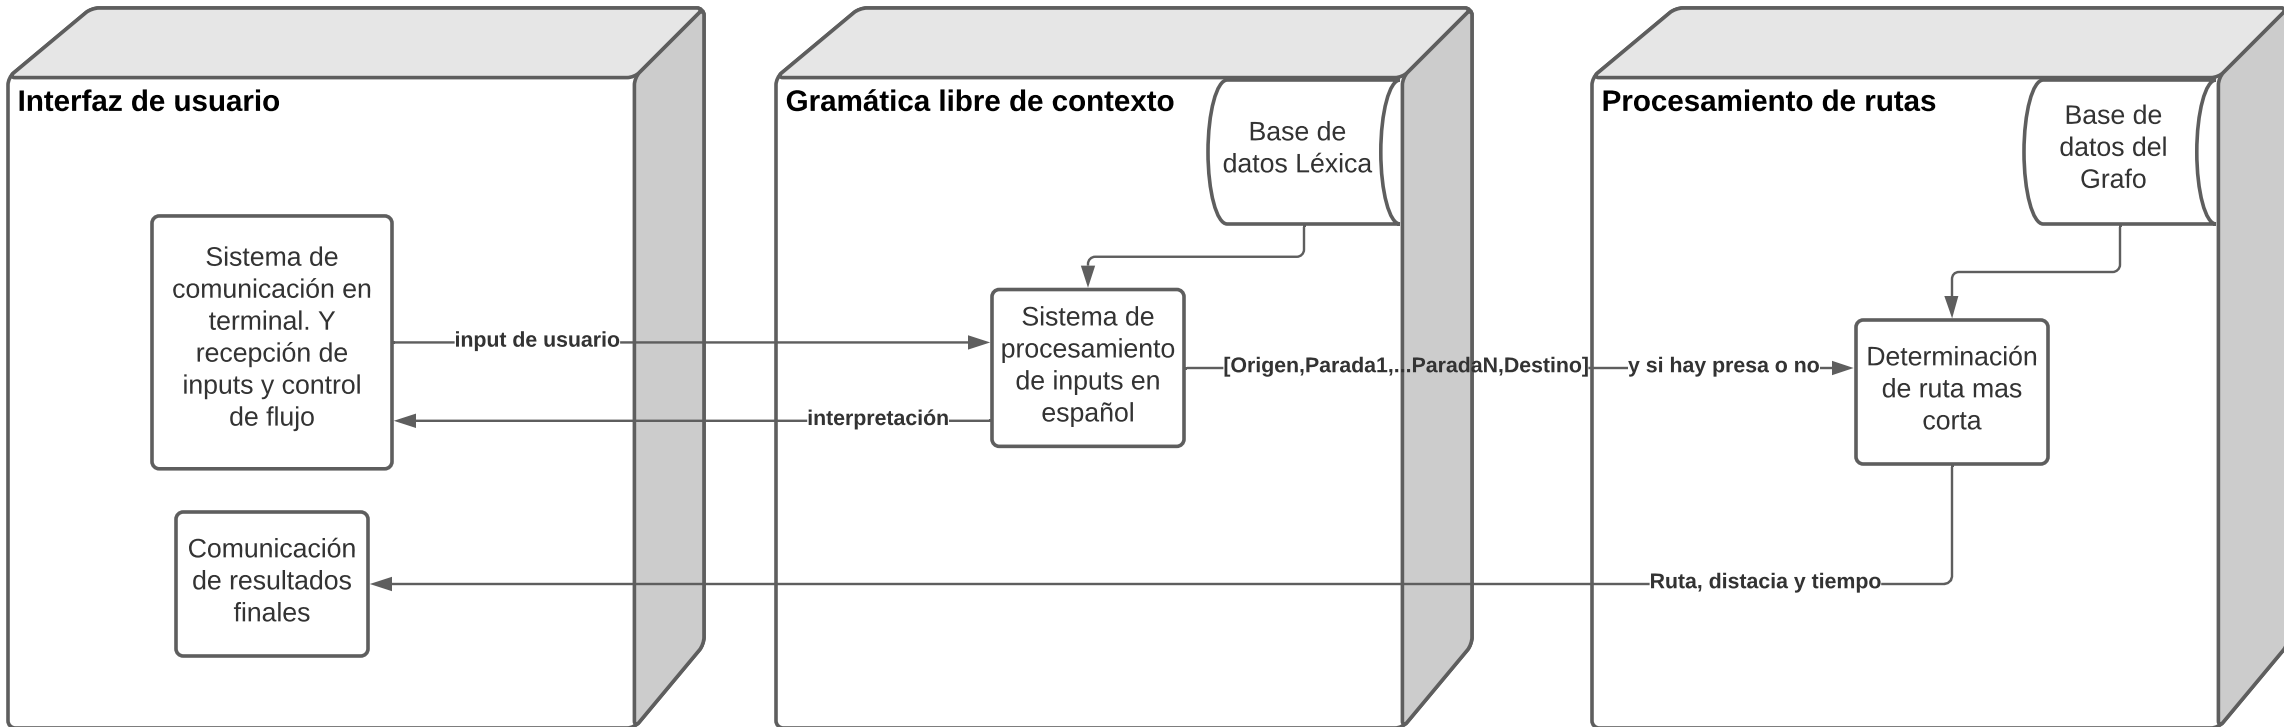 Interfaz de usuario
Sistema de
comunicación en
terminal. Y
recepción de
inputs y control
de flujo
Comunicación
de resultados
finales
input de usuario
interpretación
Gramática libre de contexto
Base de
datos Léxica
Sistema de
procesamiento
de inputs en
español
[Origen,Parada1,...ParadaN,Destino]
y si hay presa o no
Procesamiento de rutas
Base de
datos del
Grafo
Determinación
de ruta mas
corta
Ruta, distacia y tiempo